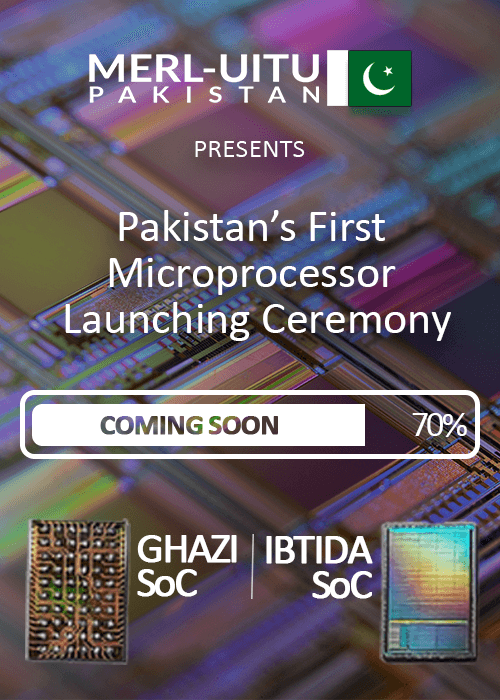 MERL-UITU
PAKISTAN
PRESENTS
Pakistan’s First
Microprocessor
Launching Ceremony
COMING SOON
70%
GHAZI
SoC
IBTIDA
SoC